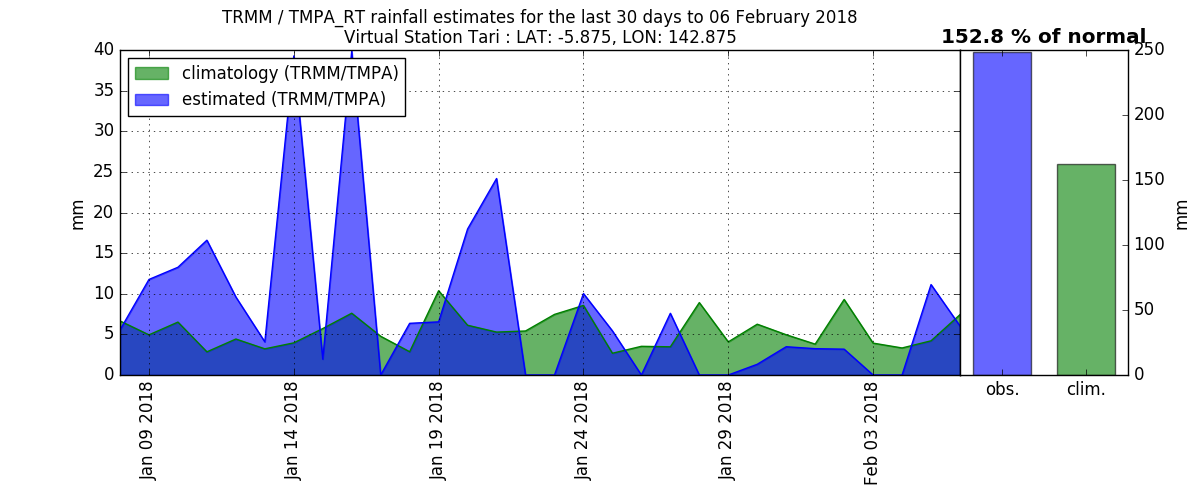 TRMM / TMPA_RT rainfall estimates for the last 30 days to 06 February 2018
Virtual Station Tari : LAT: -5.875, LON: 142.875
152.8 % of normal
climatology (TRMM/TMPA)
estimated (TRMM/TMPA)
40
35
30
25
20
15
10
5
0
mm
Jan 09 2018
Jan 14 2018
Jan 19 2018
Jan 24 2018
Jan 29 2018
Feb 03 2018
obs.
clim.
250
200
150
100
50
0
mm